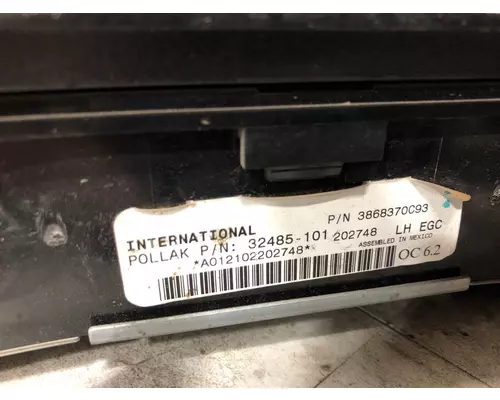 P/N 3868370C93
INTERNATIONAL
POLLAK P/N: 32485-101 202748 LH EGC
*A012102202748*
ASSEMBLED IN MEXICO
OC 6.2